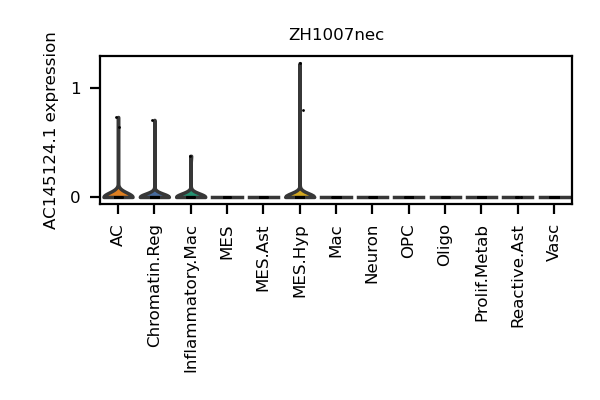 ZH1007nec
AC145124.1 expression
1
0
AC
Chromatin.Reg
Inflammatory.Mac
MES
MES.Ast
MES.Hyp
Mac
Neuron
OPC
Oligo
Prolif.Metab
Reactive.Ast
Vasc